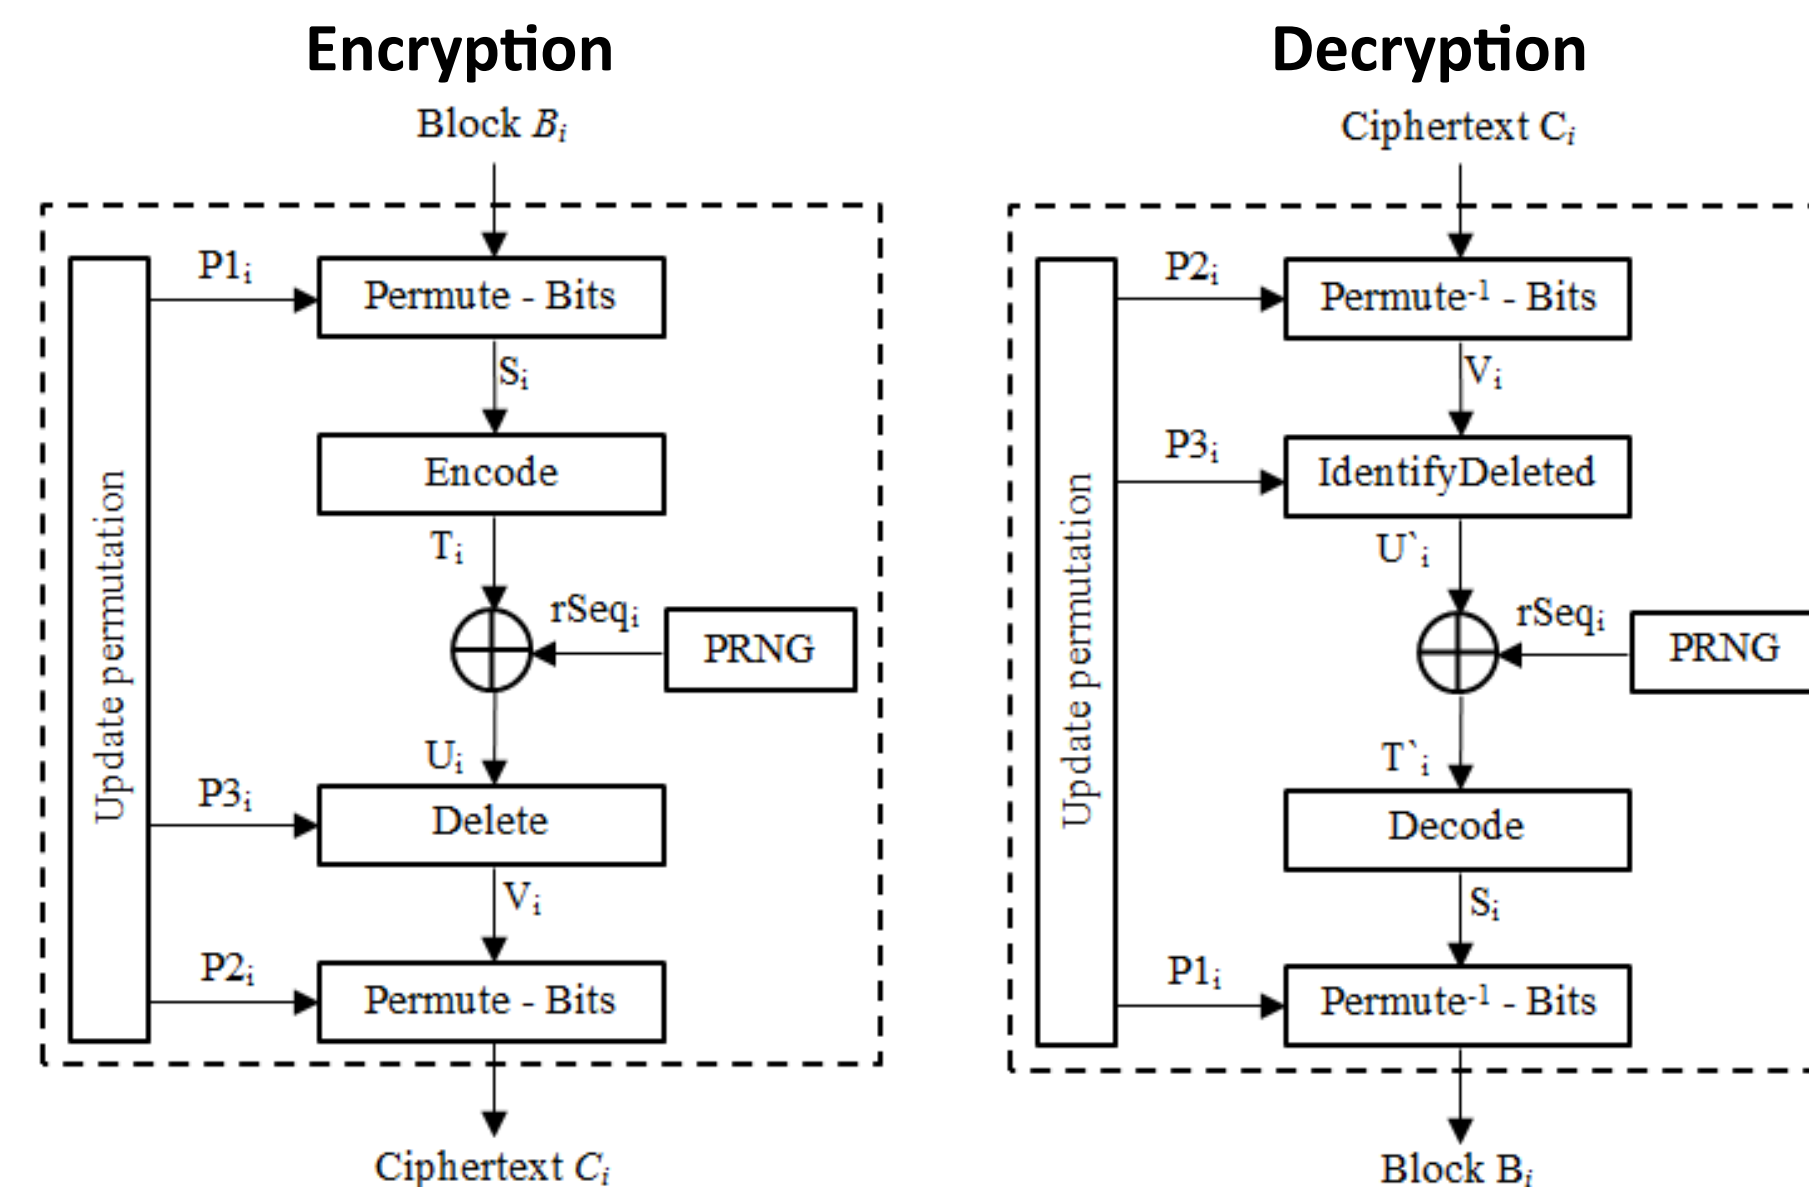 Encryption
Block Bᵢ
P1ᵢ
Permute - Bits
Sᵢ
Encode
Tᵢ
rSeqᵢ
PRNG
Uᵢ
Update permutation
P3ᵢ
Delete
Vᵢ
P2ᵢ
Permute - Bits
Ciphertext Cᵢ
Decryption
Ciphertext Cᵢ
P2ᵢ
Permute⁻¹ - Bits
Vᵢ
P3ᵢ
IdentifyDeleted
U`ᵢ
rSeqᵢ
PRNG
Update permutation
T`ᵢ
Decode
Sᵢ
P1ᵢ
Permute⁻¹ - Bits
Block Bᵢ